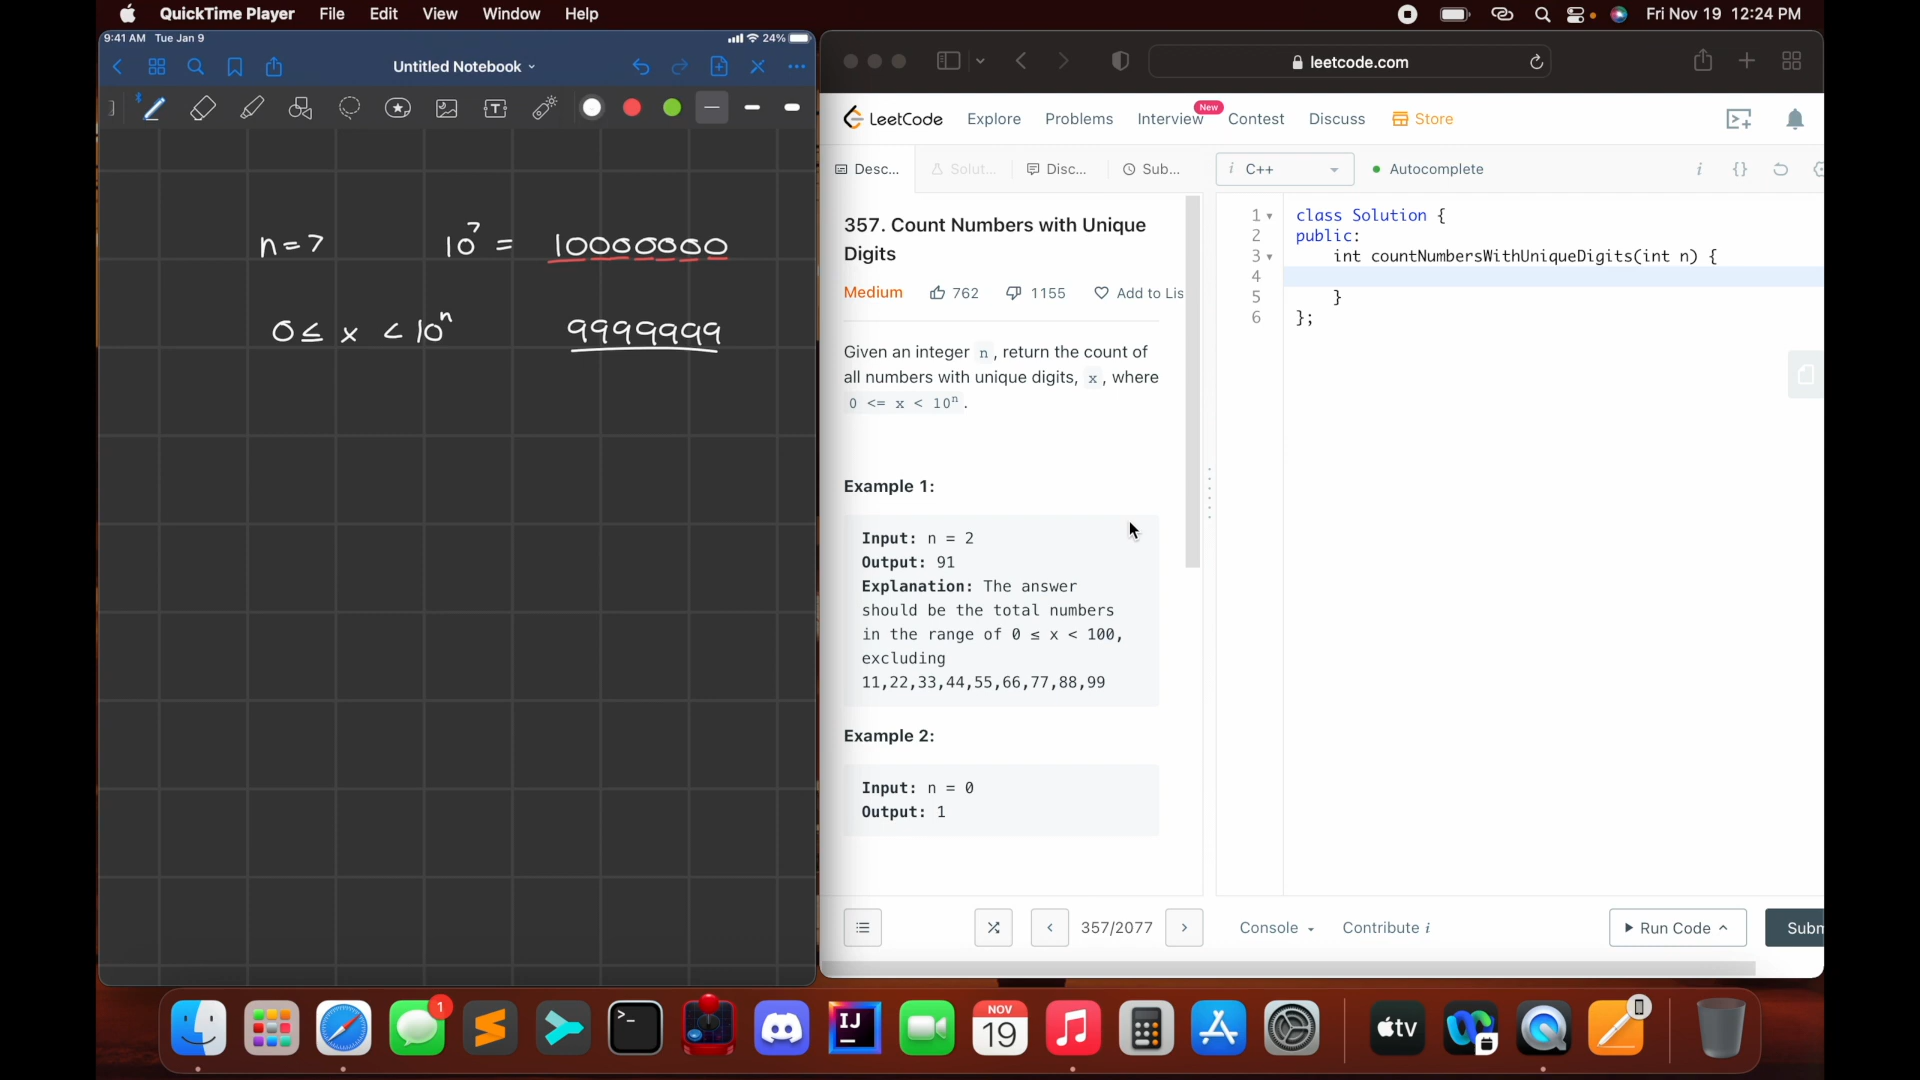 QuickTime Player File Edit View Window Help
Fri Nov 19 12:24 PM
9:41 AM Tue Jan 9
24%
Untitled Notebook
n = 7
10^7 = 10000000
0 ≤ x < 10^n
9999999
leetcode.com
LeetCode Explore Problems Interview New Contest Discuss Store
Desc... Solut... Disc... Sub...
i C++ Autocomplete
i {}
357. Count Numbers with Unique
Digits
Medium 762 1155 Add to Lis
Given an integer n, return the count of
all numbers with unique digits, x, where
0 <= x < 10^n.
Example 1:
Input: n = 2
Output: 91
Explanation: The answer
should be the total numbers
in the range of 0 ≤ x < 100,
excluding
11,22,33,44,55,66,77,88,99
Example 2:
Input: n = 0
Output: 1
1 class Solution {
2 public:
3 int countNumbersWithUniqueDigits(int n) {
4
5 }
6 };
357/2077
Console Contribute i
Run Code Subm
1
>_
IJ
NOV
19
tv